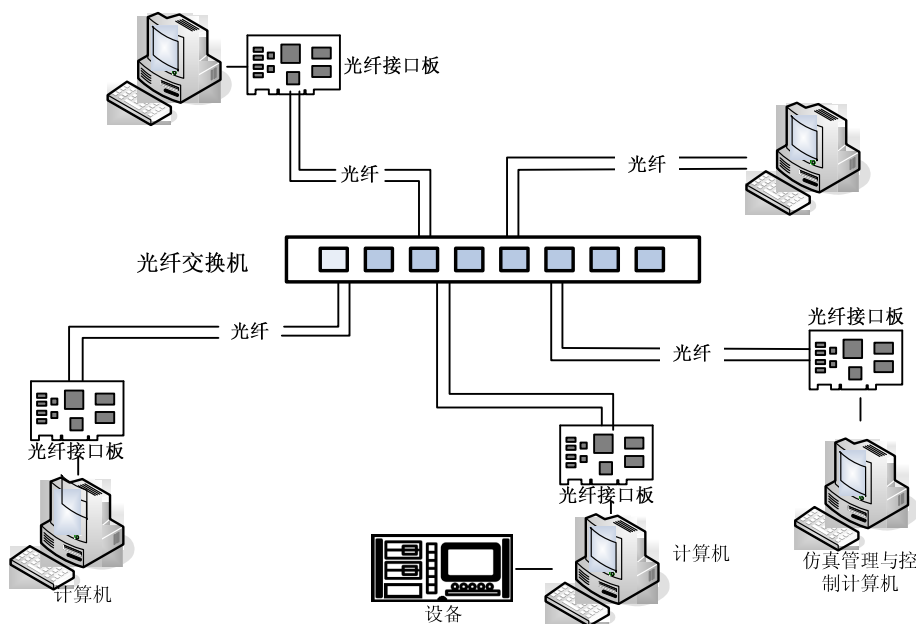 光纤接口板
光纤
光纤
光纤交换机
光纤
光纤接口板
光纤
光纤接口板
光纤接口板
计算机
仿真管理与控
制计算机
计算机
设备